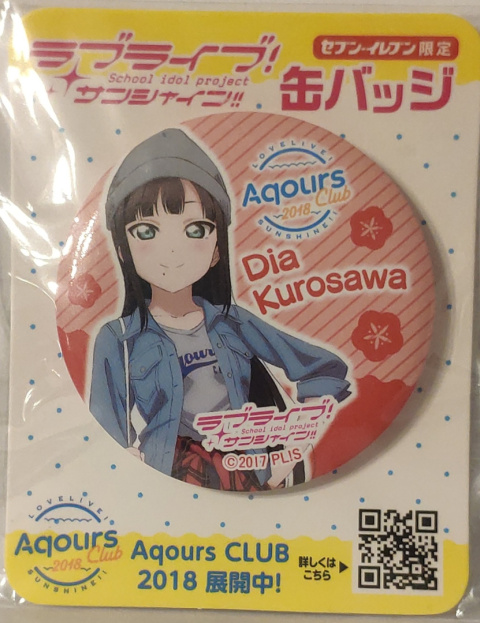 ラブライブ!
School idol project
サンシャイン!!
セブン-イレブン限定
缶バッジ
LOVELIVE!
Aqours
2018 Club
SUNSHINE!!
Dia
Kurosawa
ラブライブ!
School idol project
サンシャイン!!
©2017 PL!S
LOVELIVE!
Aqours
2018 Club
SUNSHINE!!
Aqours CLUB
2018 展開中!
詳しくは
こちら